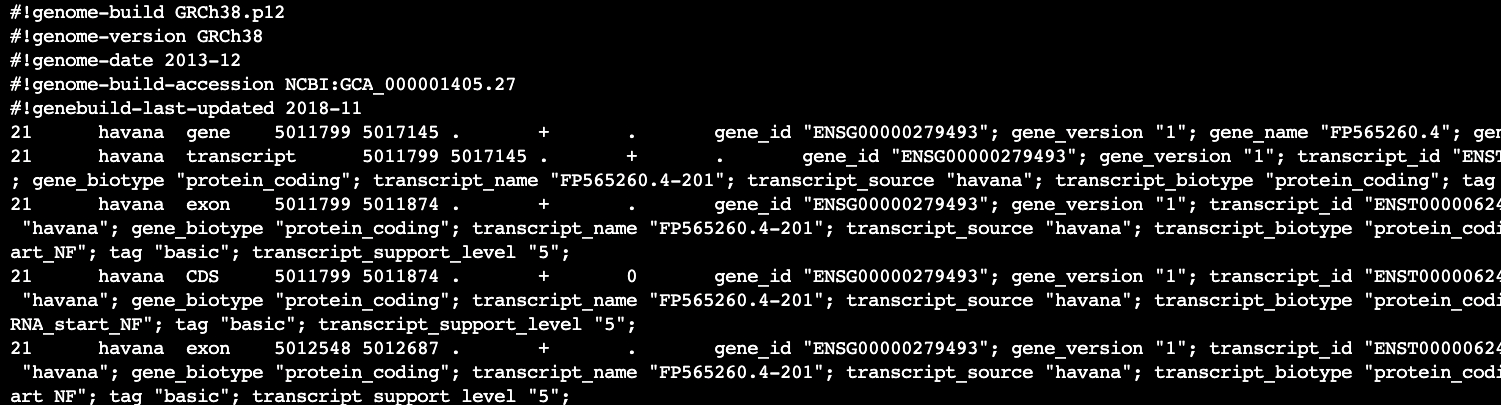 #!genome-build GRCh38.p12
#!genome-version GRCh38
#!genome-date 2013-12
#!genome-build-accession NCBI:GCA_000001405.27
#!genebuild-last-updated 2018-11
21 havana gene 5011799 5017145 . + . gene_id "ENSG00000279493"; gene_version "1"; gene_name "FP565260.4"; gen
21 havana transcript 5011799 5017145 . + . gene_id "ENSG00000279493"; gene_version "1"; transcript_id "ENST
; gene_biotype "protein_coding"; transcript_name "FP565260.4-201"; transcript_source "havana"; transcript_biotype "protein_coding"; tag
21 havana exon 5011799 5011874 . + . gene_id "ENSG00000279493"; gene_version "1"; transcript_id "ENST00000624
"havana"; gene_biotype "protein_coding"; transcript_name "FP565260.4-201"; transcript_source "havana"; transcript_biotype "protein_codi
art_NF"; tag "basic"; transcript_support_level "5";
21 havana CDS 5011799 5011874 . + 0 gene_id "ENSG00000279493"; gene_version "1"; transcript_id "ENST00000624
"havana"; gene_biotype "protein_coding"; transcript_name "FP565260.4-201"; transcript_source "havana"; transcript_biotype "protein_codi
RNA_start_NF"; tag "basic"; transcript_support_level "5";
21 havana exon 5012548 5012687 . + . gene_id "ENSG00000279493"; gene_version "1"; transcript_id "ENST00000624
"havana"; gene_biotype "protein_coding"; transcript_name "FP565260.4-201"; transcript_source "havana"; transcript_biotype "protein_codi
art_NF"; tag "basic"; transcript_support_level "5";